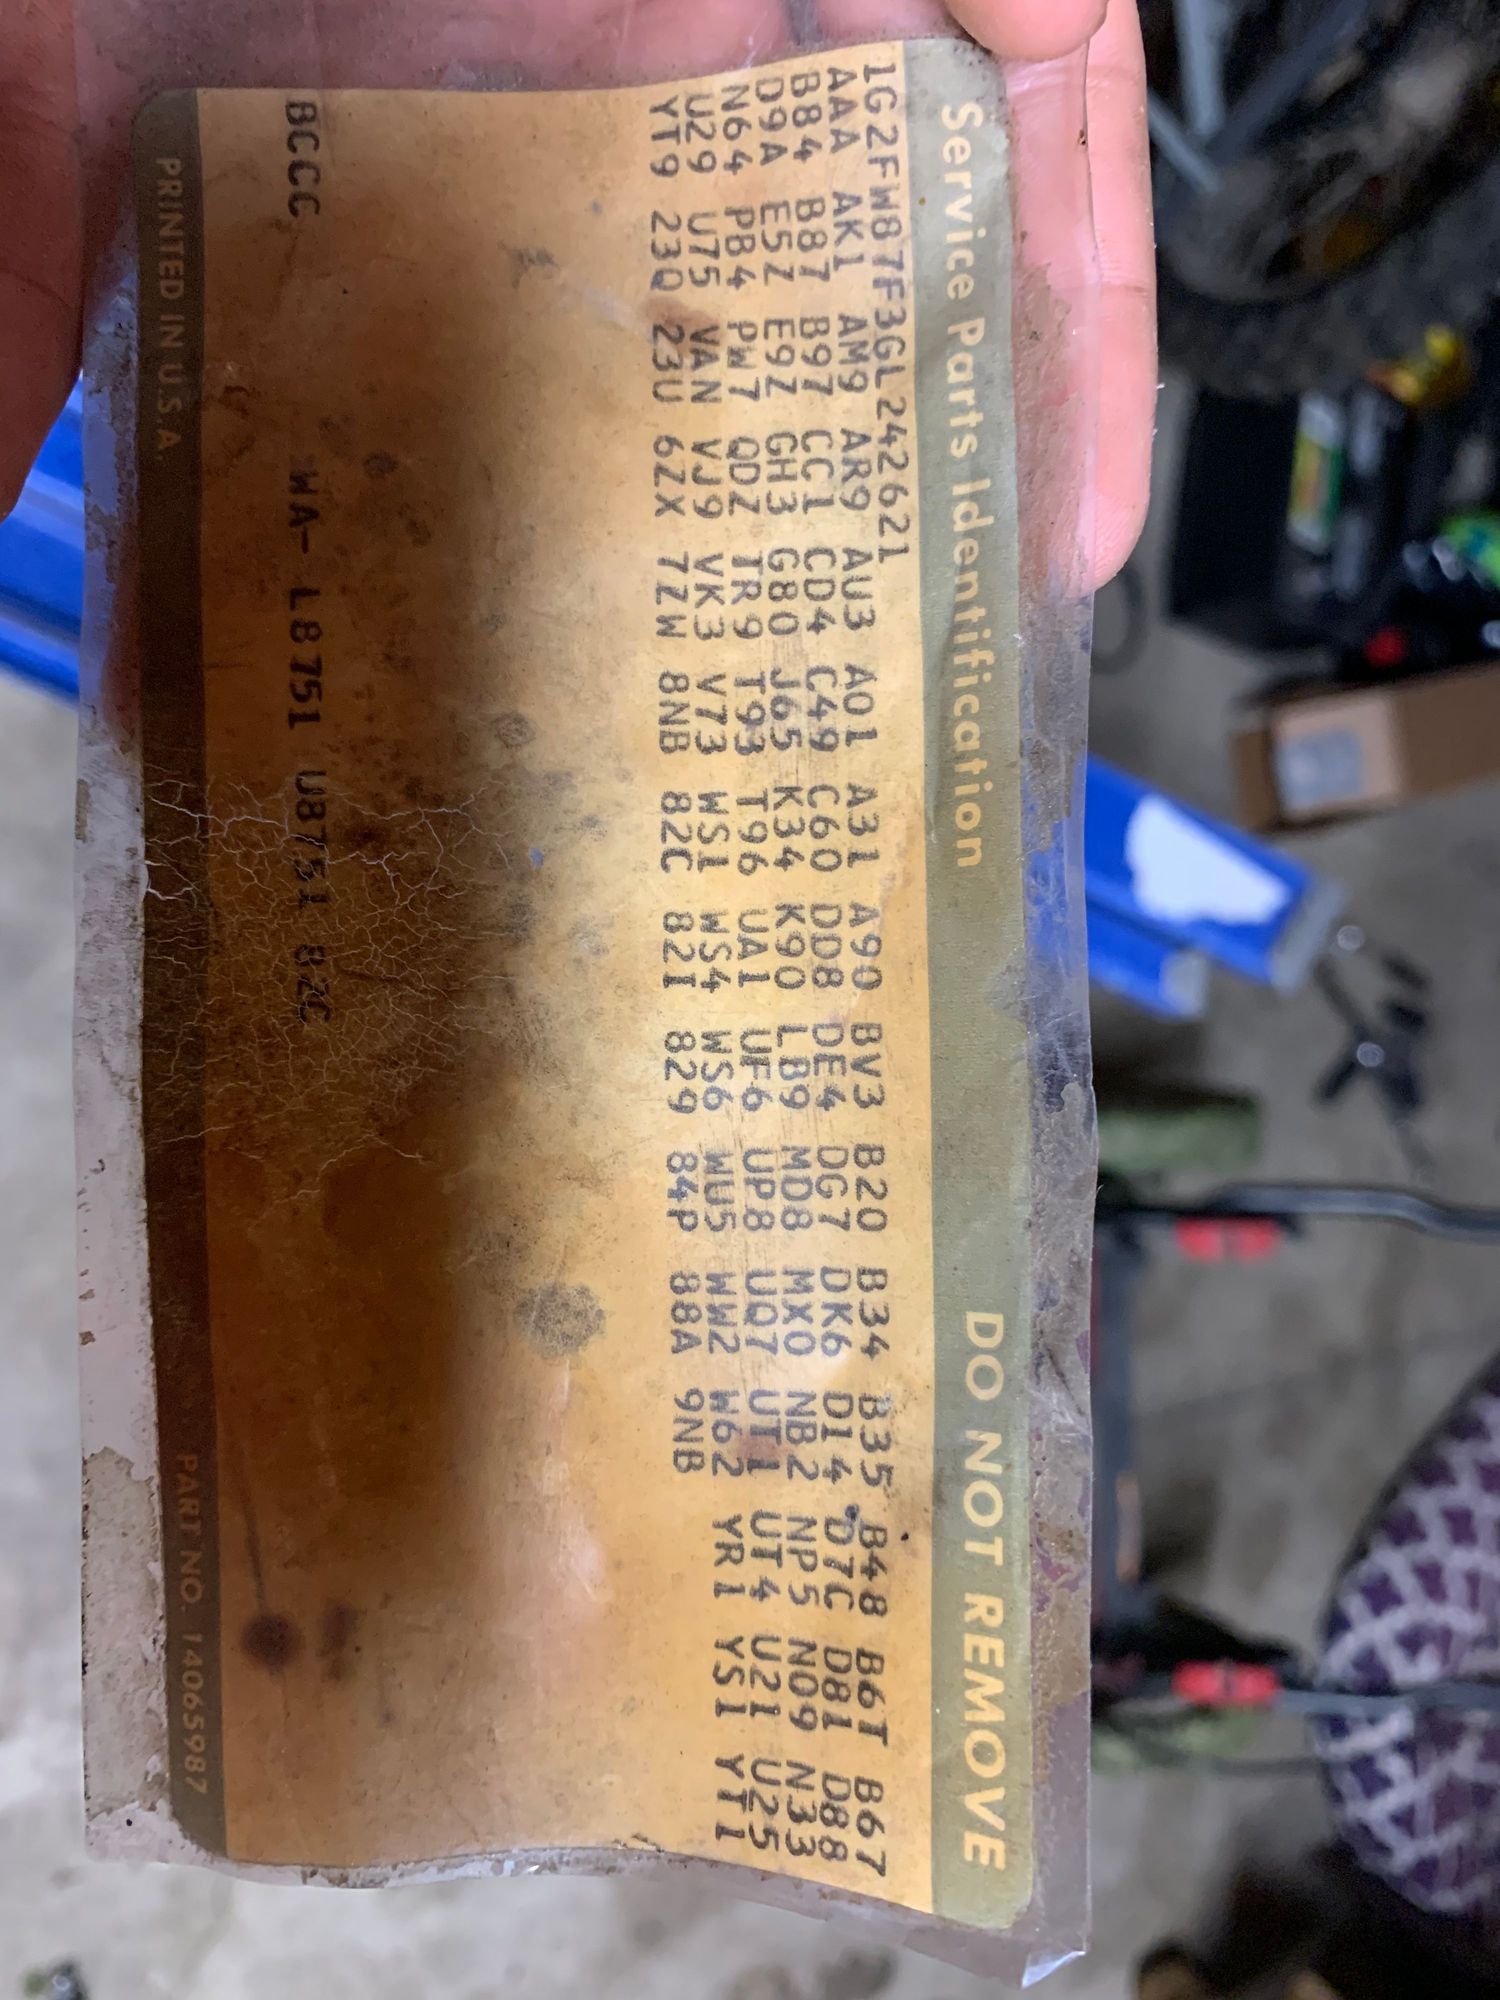 Service Parts Identification DO NOT REMOVE
1G2FW87F3GL242621
AAA AK1 AM9 AR9 AU3 A01 A31 A90 BV3 B20 B34 B35 B48 B6T B67
B84 B87 B97 CC1 CD4 C49 C60 DD8 DE4 DG7 DK6 D14 D7C D81 D88
D9A E5Z E9Z GH3 G80 J65 K34 K90 LB9 MD8 MX0 NB2 NP5 N09 N33
N64 PB4 PW7 QDZ TR9 T93 T96 UA1 UF6 UP8 UQ7 UT1 UT4 U21 U25
U29 U75 VAN VJ9 VK3 V73 WS1 WS4 WS6 WU5 WW2 W62 YR1 YS1 YT1
YT9 23Q 23U 6ZX 7ZW 8NB 82C 82I 829 84P 88A 9NB
BCCC WA-L8751 U8751 82C
PRINTED IN U.S.A. PART NO. 14065987